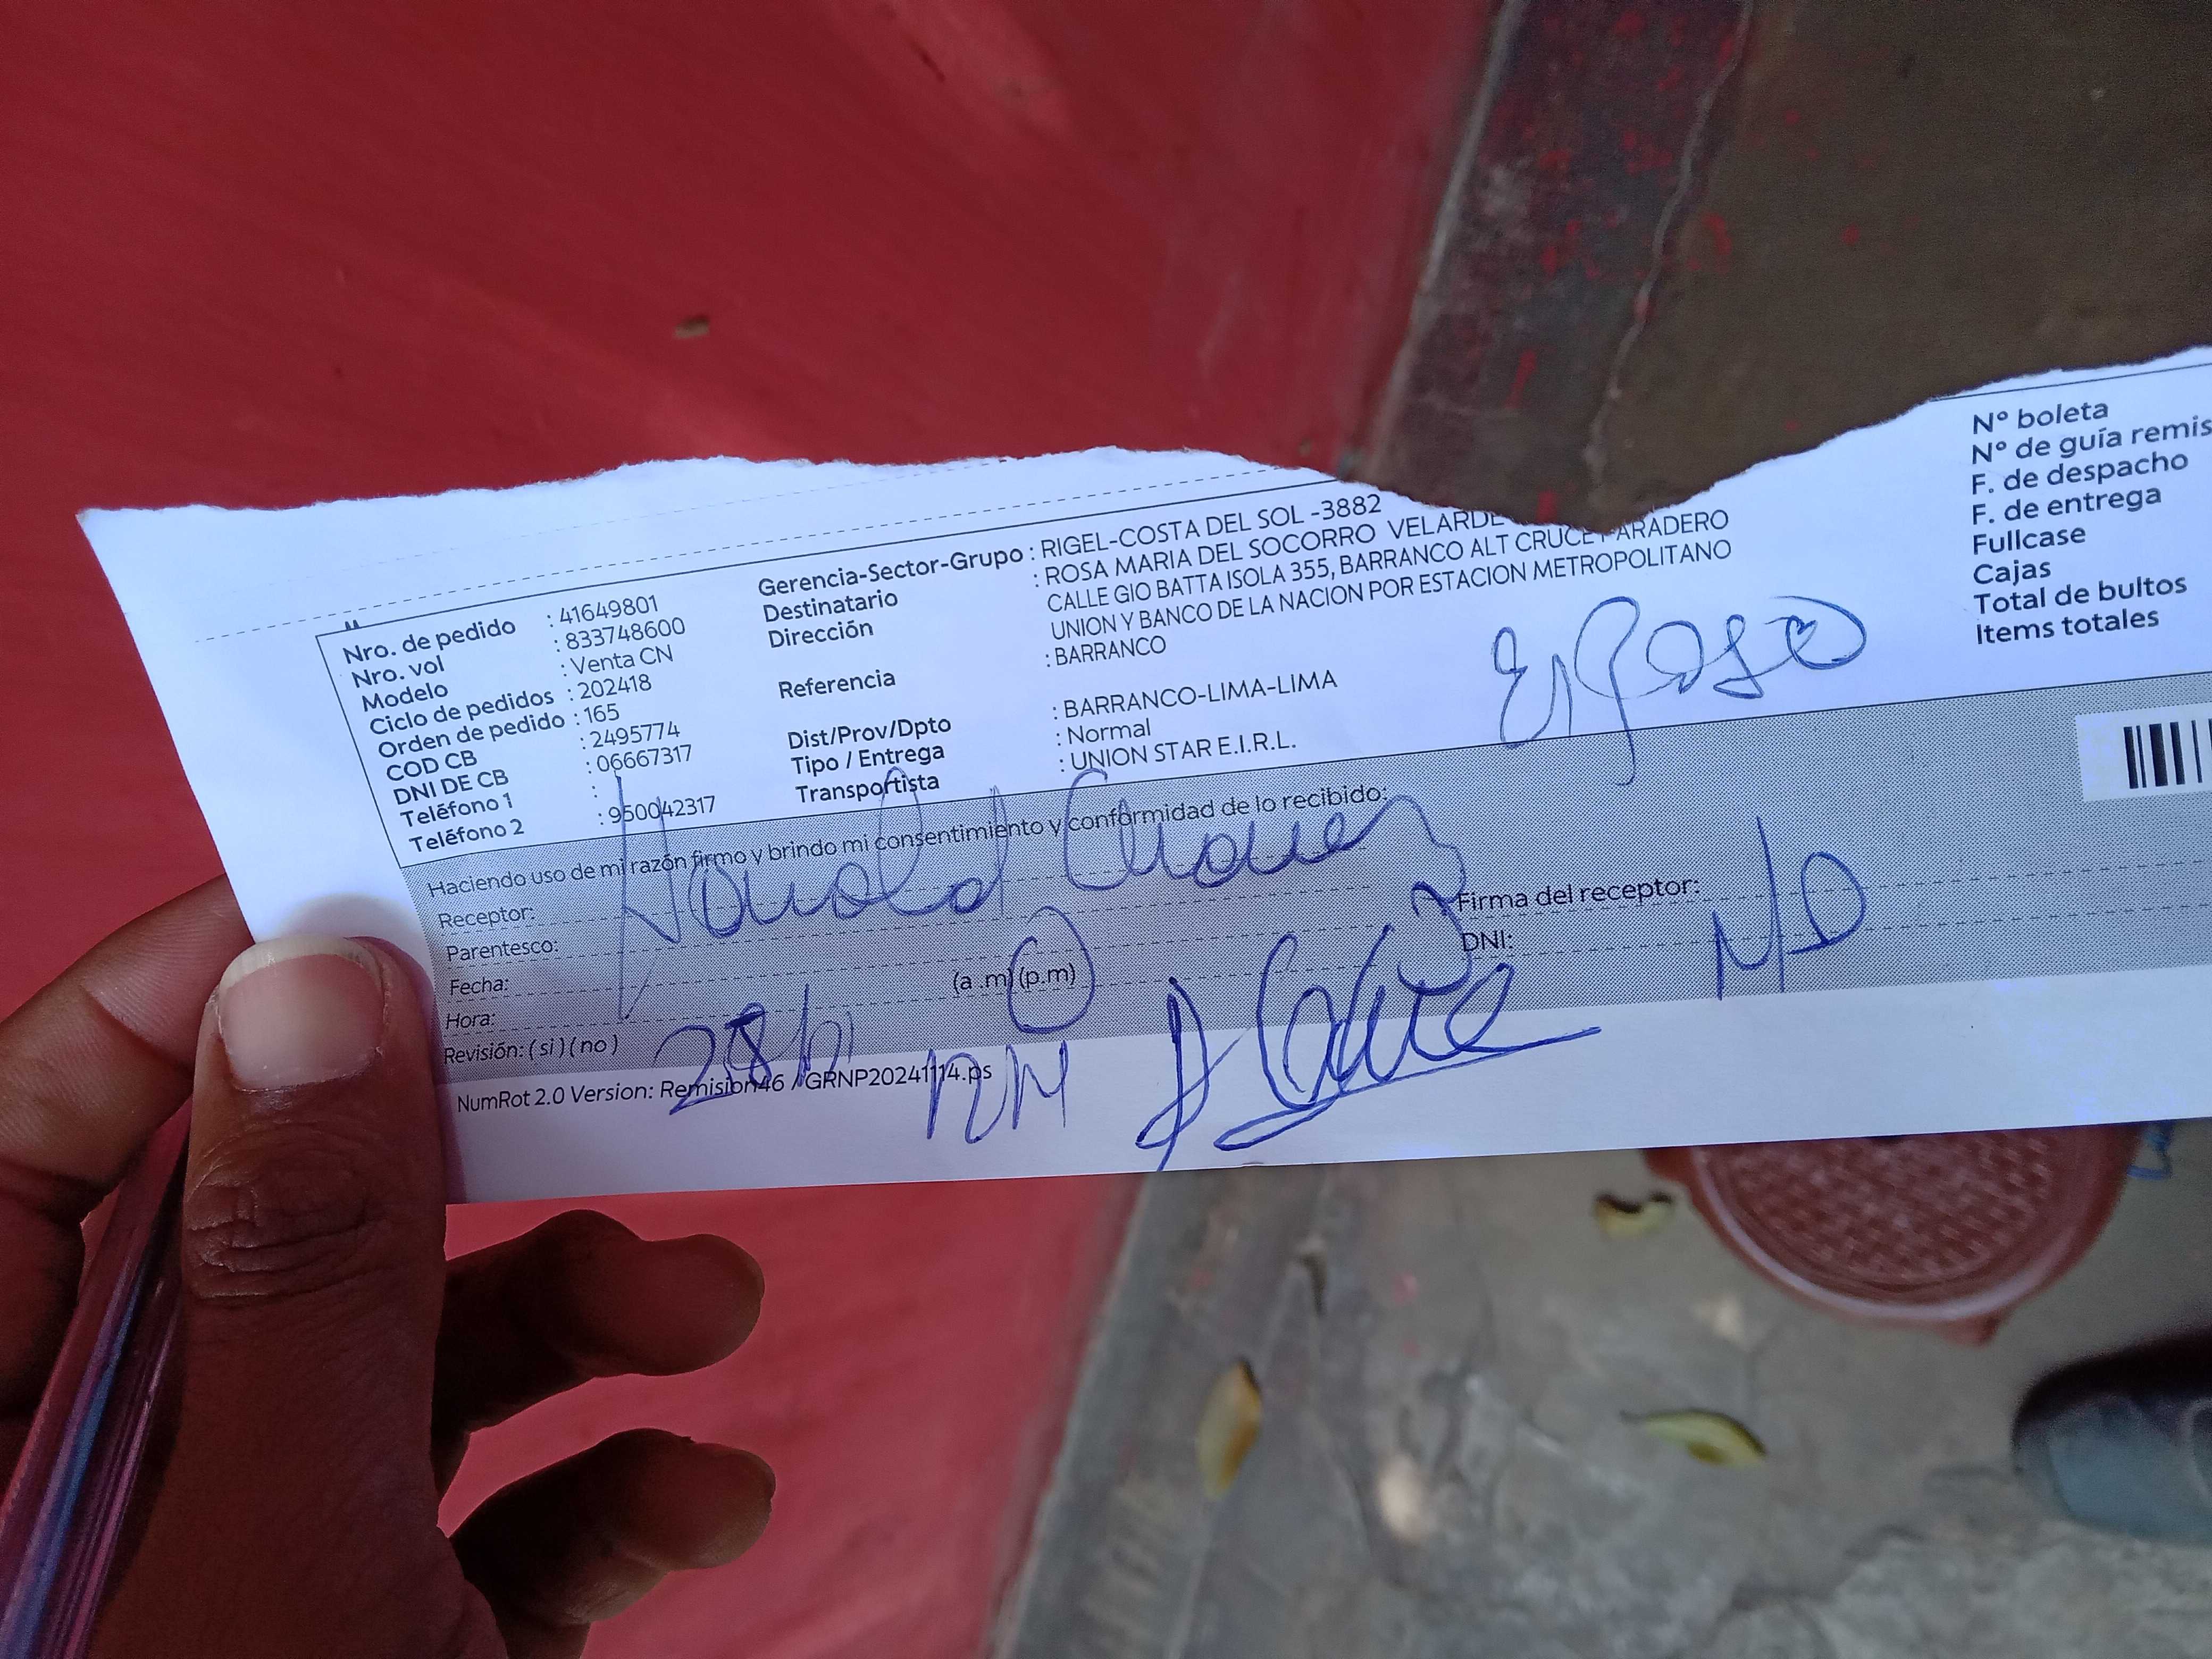 Nro. de pedido : 41649801
Nro. vol : 833748600
Modelo : Venta CN
Ciclo de pedidos : 202418
Orden de pedido : 165
COD CB : 2495774
DNI DE CB : 06667317
Teléfono 1 :
Teléfono 2 : 950042317
Gerencia-Sector-Grupo : RIGEL-COSTA DEL SOL -3882
Destinatario : ROSA MARIA DEL SOCORRO VELARDE
Dirección CALLE GIO BATTA ISOLA 355, BARRANCO ALT CRUCE PARADERO
UNION Y BANCO DE LA NACION POR ESTACION METROPOLITANO
Referencia : BARRANCO
Dist/Prov/Dpto : BARRANCO-LIMA-LIMA
Tipo / Entrega : Normal
Transportista : UNION STAR E.I.R.L.
Esposo
Nº boleta
Nº de guía remis
F. de despacho
F. de entrega
Fullcase
Cajas
Total de bultos
Items totales
Haciendo uso de mi razón firmo y brindo mi consentimiento y conformidad de lo recibido:
Receptor: Harold Chavez
Parentesco:
Fecha:
Hora: (a.m) (p.m)
Revisión: ( si ) ( no )
Firma del receptor:
DNI:
28/11
NumRot 2.0 Version: Remision46 / GRNP20241114.ps